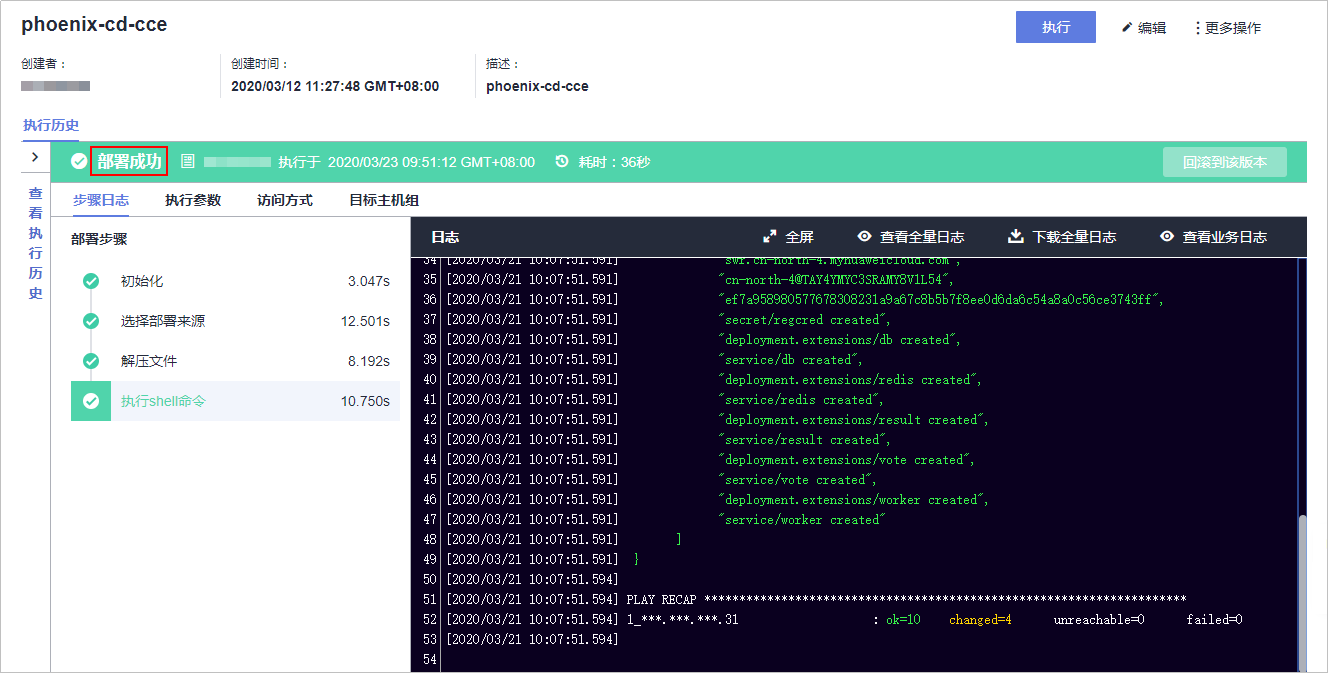 phoenix-cd-cce
执行 编辑 更多操作
创建者： 创建时间： 描述：
2020/03/12 11:27:48 GMT+08:00 phoenix-cd-cce
执行历史
部署成功 执行于 2020/03/23 09:51:12 GMT+08:00 耗时：36秒 回滚到该版本
查看执行历史
步骤日志 访问方式 执行参数 目标主机组
部署步骤
初始化 3.047s
选择部署来源 12.501s
解压文件 8.192s
执行shell命令 10.750s
日志 全屏 查看全量日志 下载全量日志 查看业务日志
34 [2020/03/21 10:07:51.591] "swr.cn-north-4.myhuaweicloud.com",
35 [2020/03/21 10:07:51.591] "cn-north-4@TAY4YMYC3SRAMY8V1L54",
36 [2020/03/21 10:07:51.591] "ef7a958980577678308231a9a67c8b5b7f8ee0d6da6c54a8a0c56ce3743ff",
37 [2020/03/21 10:07:51.591] "secret/regcred created",
38 [2020/03/21 10:07:51.591] "deployment.extensions/db created",
39 [2020/03/21 10:07:51.591] "service/db created",
40 [2020/03/21 10:07:51.591] "deployment.extensions/redis created",
41 [2020/03/21 10:07:51.591] "service/redis created",
42 [2020/03/21 10:07:51.591] "deployment.extensions/result created",
43 [2020/03/21 10:07:51.591] "service/result created",
44 [2020/03/21 10:07:51.591] "deployment.extensions/vote created",
45 [2020/03/21 10:07:51.591] "service/vote created",
46 [2020/03/21 10:07:51.591] "deployment.extensions/worker created",
47 [2020/03/21 10:07:51.591] "service/worker created"
48 [2020/03/21 10:07:51.591] ]
49 [2020/03/21 10:07:51.591] }
50 [2020/03/21 10:07:51.594]
51 [2020/03/21 10:07:51.594] PLAY RECAP *********************************************************************
52 [2020/03/21 10:07:51.594] 1_***.***.***.31 : ok=10 changed=4 unreachable=0 failed=0
53 [2020/03/21 10:07:51.594]
54